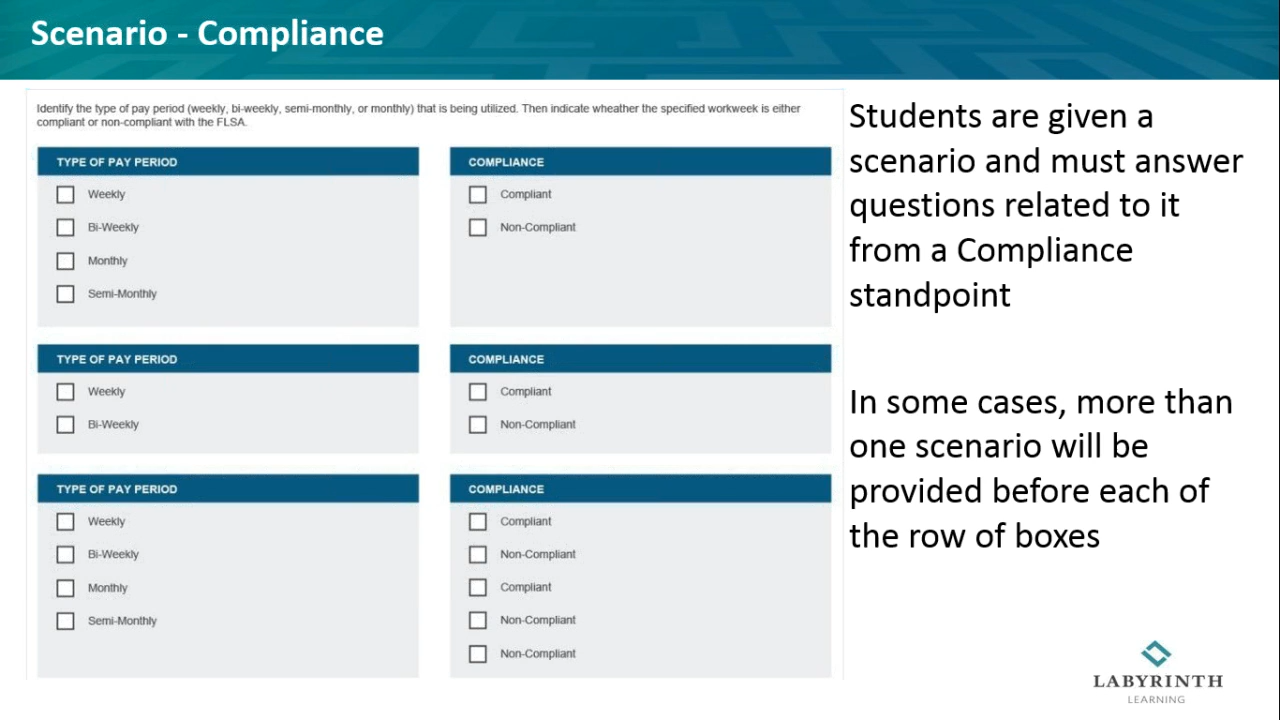 Scenario - Compliance
Identify the type of pay period (weekly, bi-weekly, semi-monthly, or monthly) that is being utilized. Then indicate wheather the specified workweek is either
compliant or non-compliant with the FLSA.
TYPE OF PAY PERIOD
Weekly
Bi-Weekly
Monthly
Semi-Monthly
COMPLIANCE
Compliant
Non-Compliant
TYPE OF PAY PERIOD
Weekly
Bi-Weekly
COMPLIANCE
Compliant
Non-Compliant
TYPE OF PAY PERIOD
Weekly
Bi-Weekly
Monthly
Semi-Monthly
COMPLIANCE
Compliant
Non-Compliant
Compliant
Non-Compliant
Non-Compliant
Students are given a
scenario and must answer
questions related to it
from a Compliance
standpoint
In some cases, more than
one scenario will be
provided before each of
the row of boxes
LABYRINTH
LEARNING